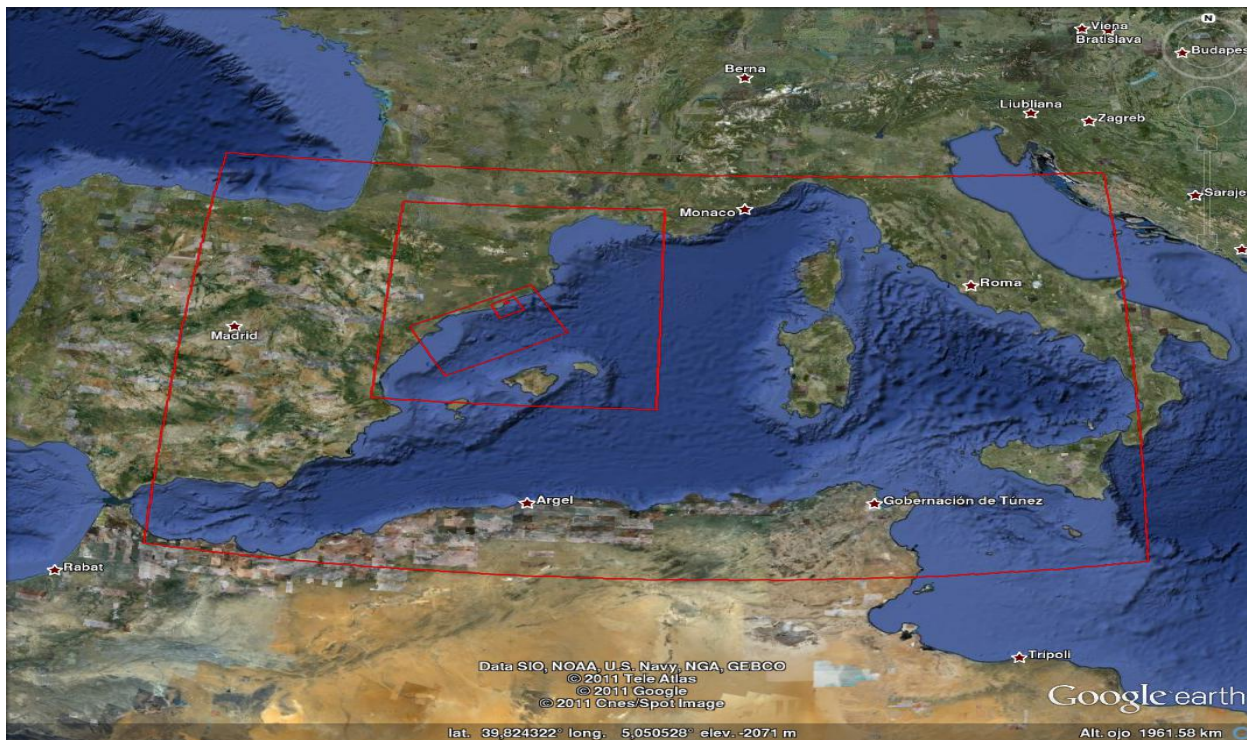 N
Viena
Bratislava
Budapes
Berna
Liubliana
Zagreb
Saraje
Monaco
Roma
Madrid
Argel
Gobernación de Túnez
Rabat
Trípoli
Data SIO, NOAA, U.S. Navy, NGA, GEBCO
© 2011 Tele Atlas
© 2011 Google
© 2011 Cnes/Spot Image
Google earth
lat. 39,824322° long. 5,050528° elev. -2071 m
Alt. ojo 1961.58 km